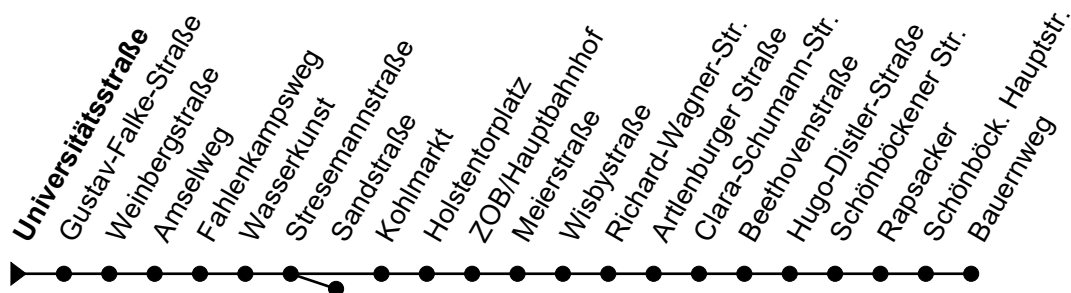 Universitätsstraße
Gustav-Falke-Straße
Weinbergstraße
Amselweg
Fahlenkampsweg
Wasserkunst
Stresemannstraße
Sandstraße
Kohlmarkt
Holstentorplatz
ZOB/Hauptbahnhof
Meierstraße
Wisbystraße
Richard-Wagner-Str.
Artlenburger Straße
Clara-Schumann-Str.
Beethovenstraße
Hugo-Distler-Straße
Schönböckener Str.
Rapsacker
Schönböck. Hauptstr.
Bauernweg